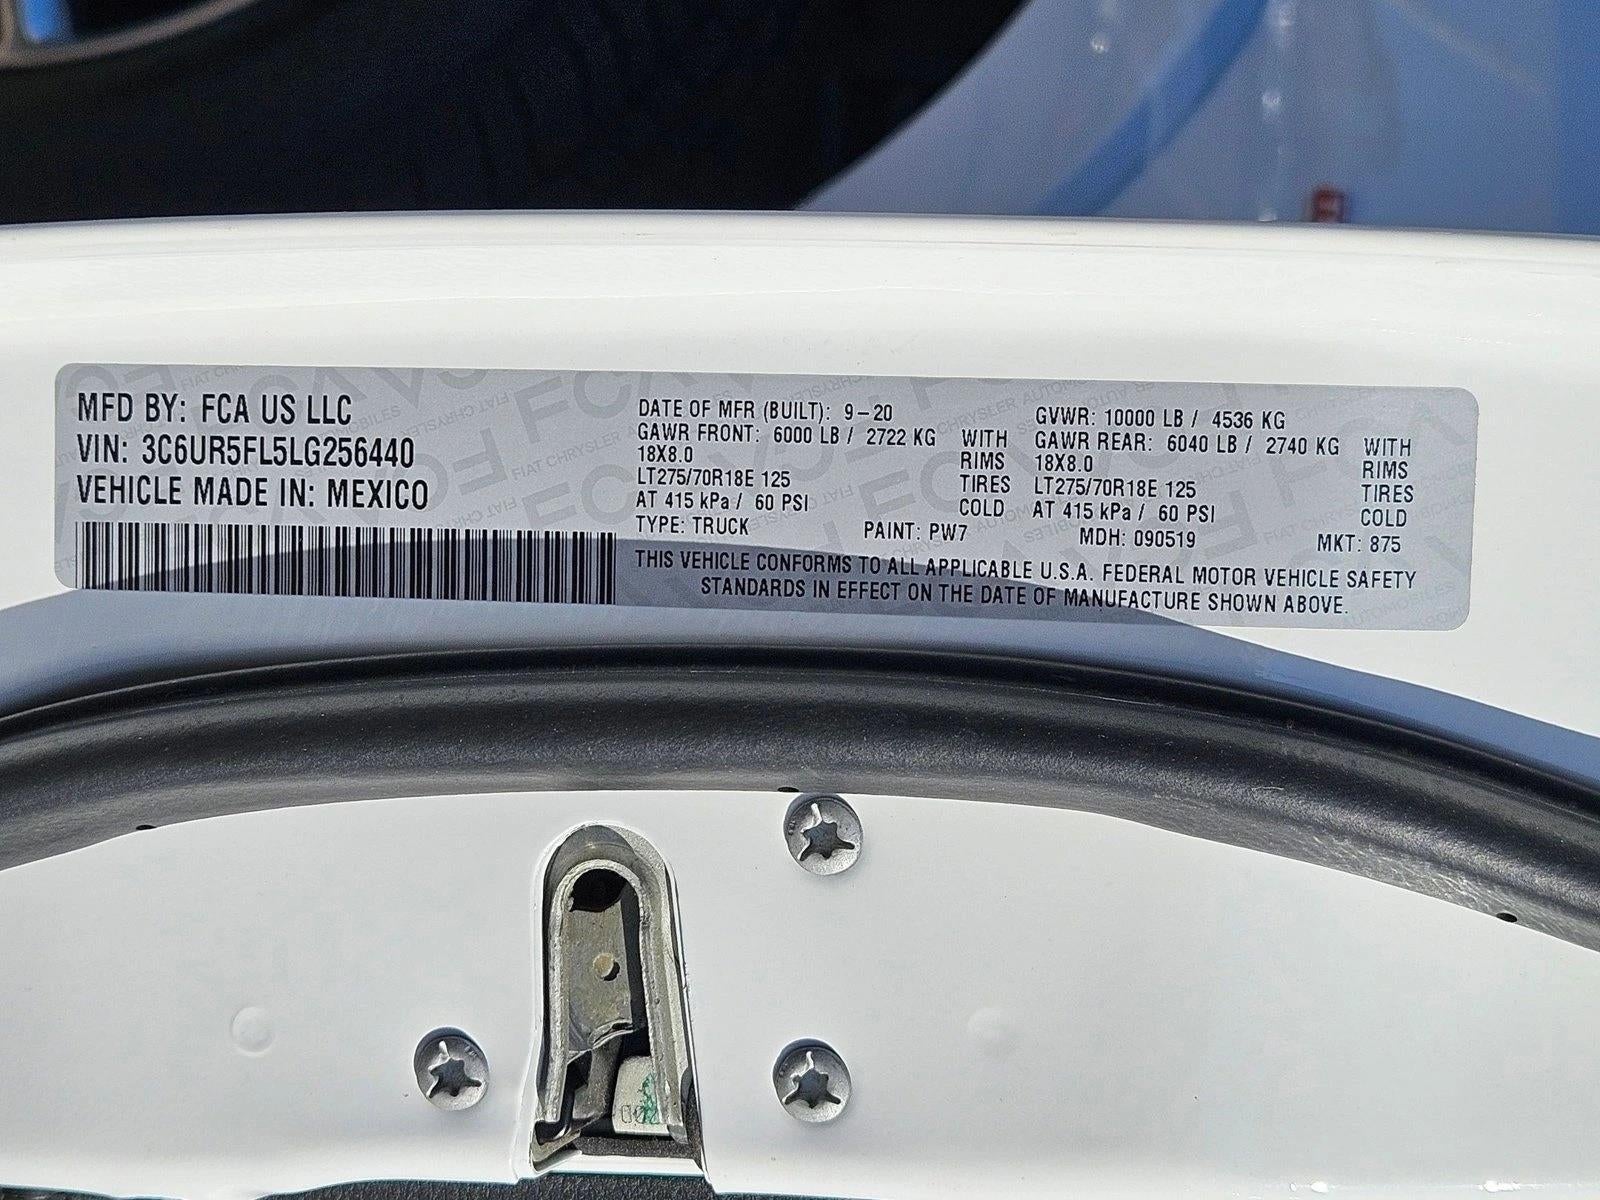 MFD BY: FCA US LLC
VIN: 3C6UR5FL5LG256440
VEHICLE MADE IN: MEXICO
DATE OF MFR (BUILT): 9-20
GAWR FRONT: 6000 LB / 2722 KG WITH
18X8.0 RIMS
LT275/70R18E 125 TIRES
AT 415 kPa / 60 PSI COLD
TYPE: TRUCK
GVWR: 10000 LB / 4536 KG
GAWR REAR: 6040 LB / 2740 KG WITH
18X8.0 RIMS
LT275/70R18E 125 TIRES
AT 415 kPa / 60 PSI COLD
PAINT: PW7 MDH: 090519 MKT: 875
THIS VEHICLE CONFORMS TO ALL APPLICABLE U.S.A. FEDERAL MOTOR VEHICLE SAFETY
STANDARDS IN EFFECT ON THE DATE OF MANUFACTURE SHOWN ABOVE.